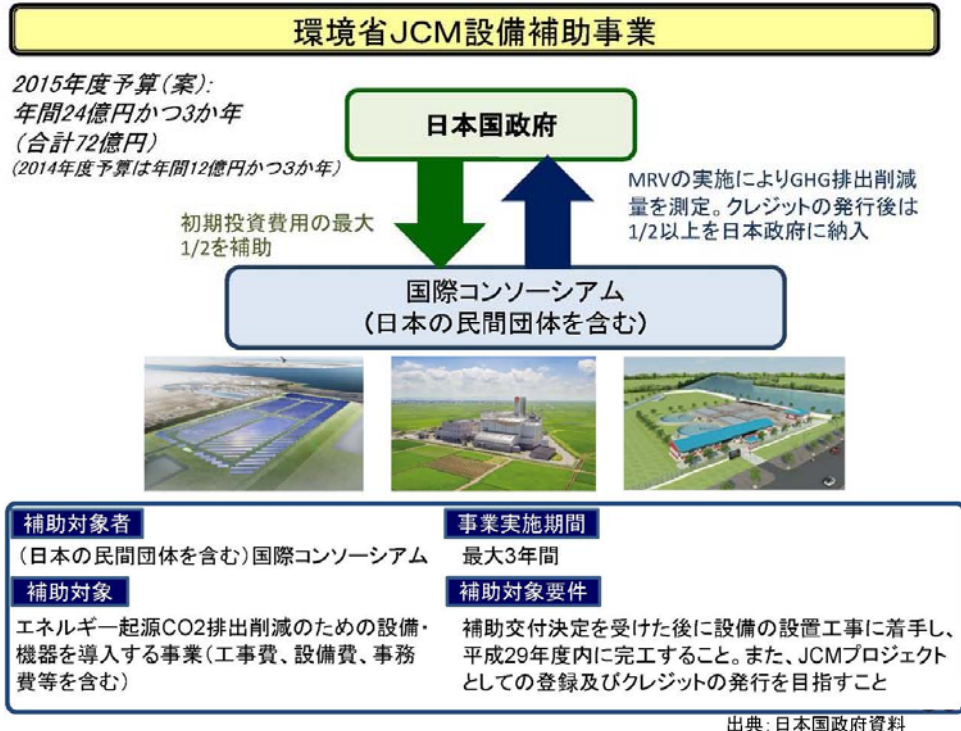 環境省JCM設備補助事業
2015年度予算(案):
年間24億円かつ3か年
(合計72億円)
(2014年度予算は年間12億円かつ3か年)
日本国政府
初期投資費用の最大
1/2を補助
MRVの実施によりGHG排出削減
量を測定。クレジットの発行後は
1/2以上を日本政府に納入
国際コンソーシアム
(日本の民間団体を含む)
補助対象者
(日本の民間団体を含む)国際コンソーシアム
事業実施期間
最大3年間
補助対象
エネルギー起源CO2排出削減のための設備・
機器を導入する事業(工事費、設備費、事務
費等を含む)
補助対象要件
補助交付決定を受けた後に設備の設置工事に着手し、
平成29年度内に完工すること。また、JCMプロジェクト
としての登録及びクレジットの発行を目指すこと
出典:日本国政府資料